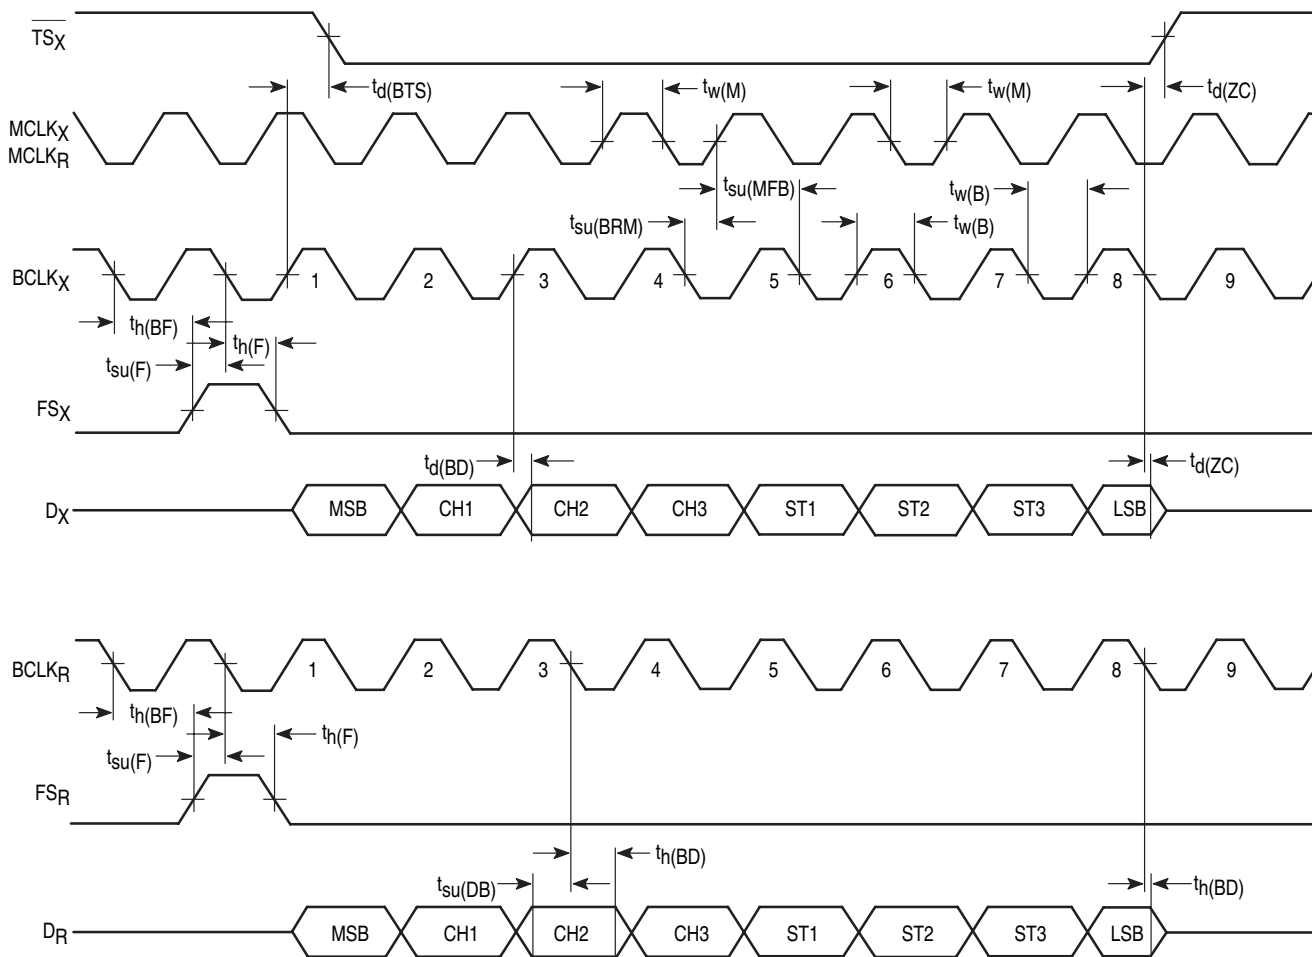 TSX
td(BTS)
tw(M)
tw(M)
td(ZC)
MCLKX
MCLKR
tsu(MFB)
tw(B)
tsu(BRM)
tw(B)
BCLKX
1 2 3 4 5 6 7 8 9
th(BF)
th(F)
tsu(F)
FSX
td(BD)
td(ZC)
DX
MSB CH1 CH2 CH3 ST1 ST2 ST3 LSB
BCLKR
1 2 3 4 5 6 7 8 9
th(BF)
th(F)
tsu(F)
FSR
th(BD)
tsu(DB)
th(BD)
DR
MSB CH1 CH2 CH3 ST1 ST2 ST3 LSB